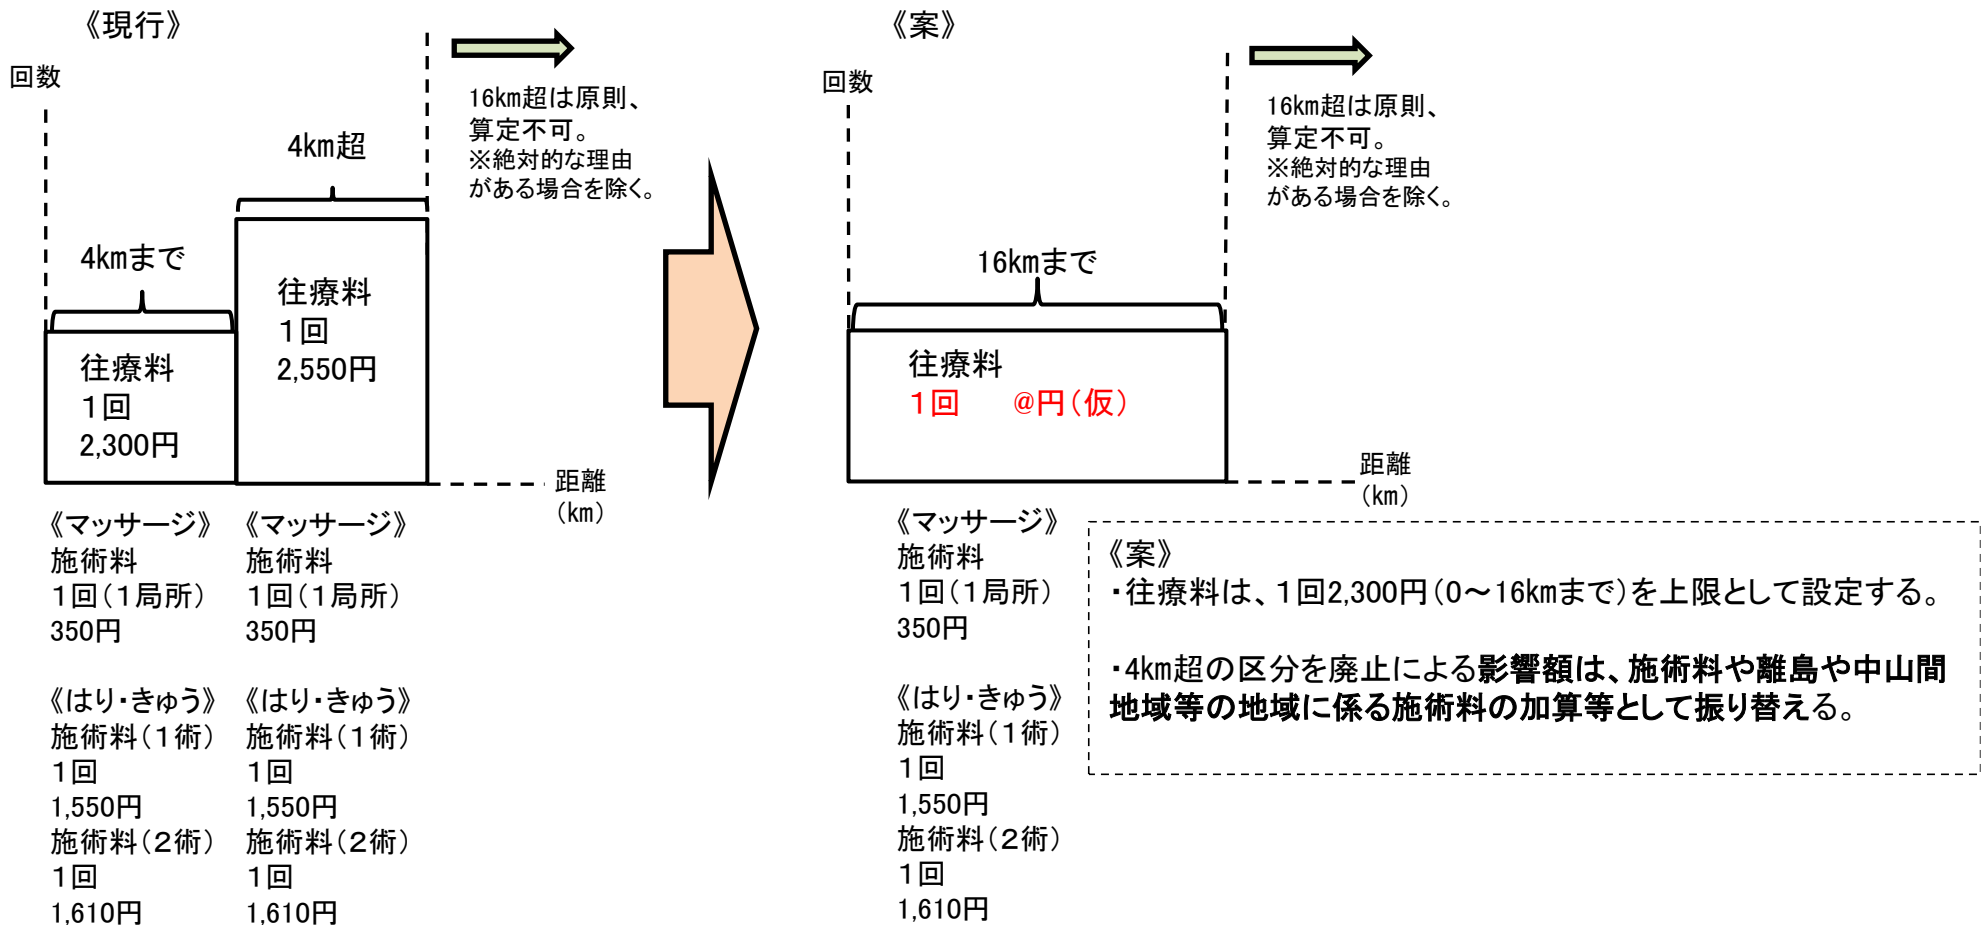 《現行》
回数
4kmまで
4km超
16km超は原則、
算定不可。
※絶対的な理由
がある場合を除く。
往療料
１回
2,300円
往療料
１回
2,550円
距離
(km)
《マッサージ》
施術料
１回(１局所)
350円
《はり・きゅう》
施術料(１術)
１回
1,550円
施術料(２術)
１回
1,610円
《マッサージ》
施術料
１回(１局所)
350円
《はり・きゅう》
施術料(１術)
１回
1,550円
施術料(２術)
１回
1,610円
《案》
回数
16kmまで
16km超は原則、
算定不可。
※絶対的な理由
がある場合を除く。
往療料
１回　@円(仮)
距離
(km)
《マッサージ》
施術料
１回(１局所)
350円
《はり・きゅう》
施術料(１術)
１回
1,550円
施術料(２術)
１回
1,610円
《案》
・往療料は、１回2,300円(0～16kmまで)を上限として設定する。
・4km超の区分を廃止による影響額は、施術料や離島や中山間
地域等の地域に係る施術料の加算等として振り替える。